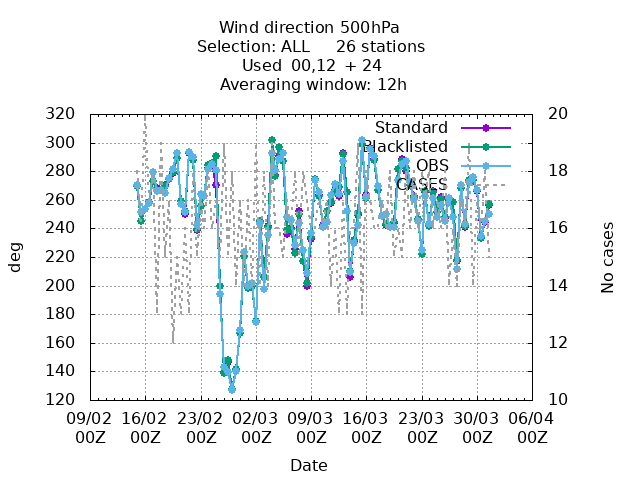 Wind direction 500hPa
Selection: ALL 26 stations
Used 00,12 + 24
Averaging window: 12h
320 20
Standard
300
Blacklisted
280 18
OBS
CASES
260
240 16
220
200 14
180
160 12
140
120 10
deg
No cases
09/02 16/02 23/02 02/03 09/03 16/03 23/03 30/03 06/04
00Z 00Z 00Z 00Z 00Z 00Z 00Z 00Z 00Z
Date